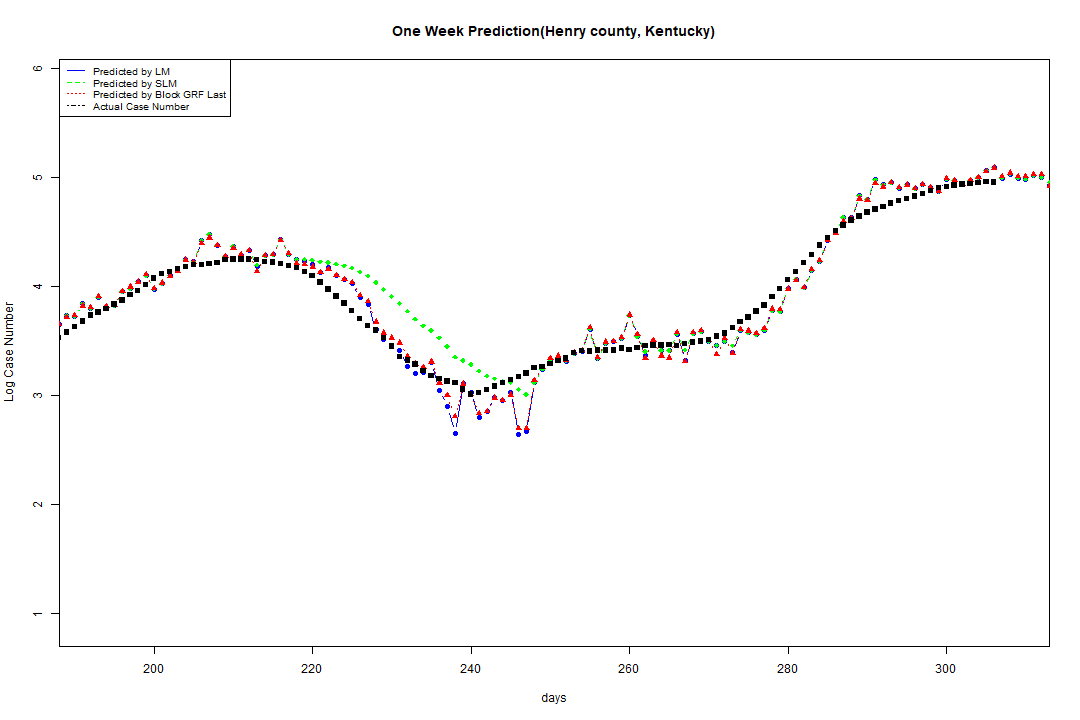 One Week Prediction(Henry county, Kentucky)
Predicted by LM
Predicted by SLM
Predicted by Block GRF Last
Actual Case Number
6
5
4
3
2
1
Log Case Number
200 220 240 260 280 300
days